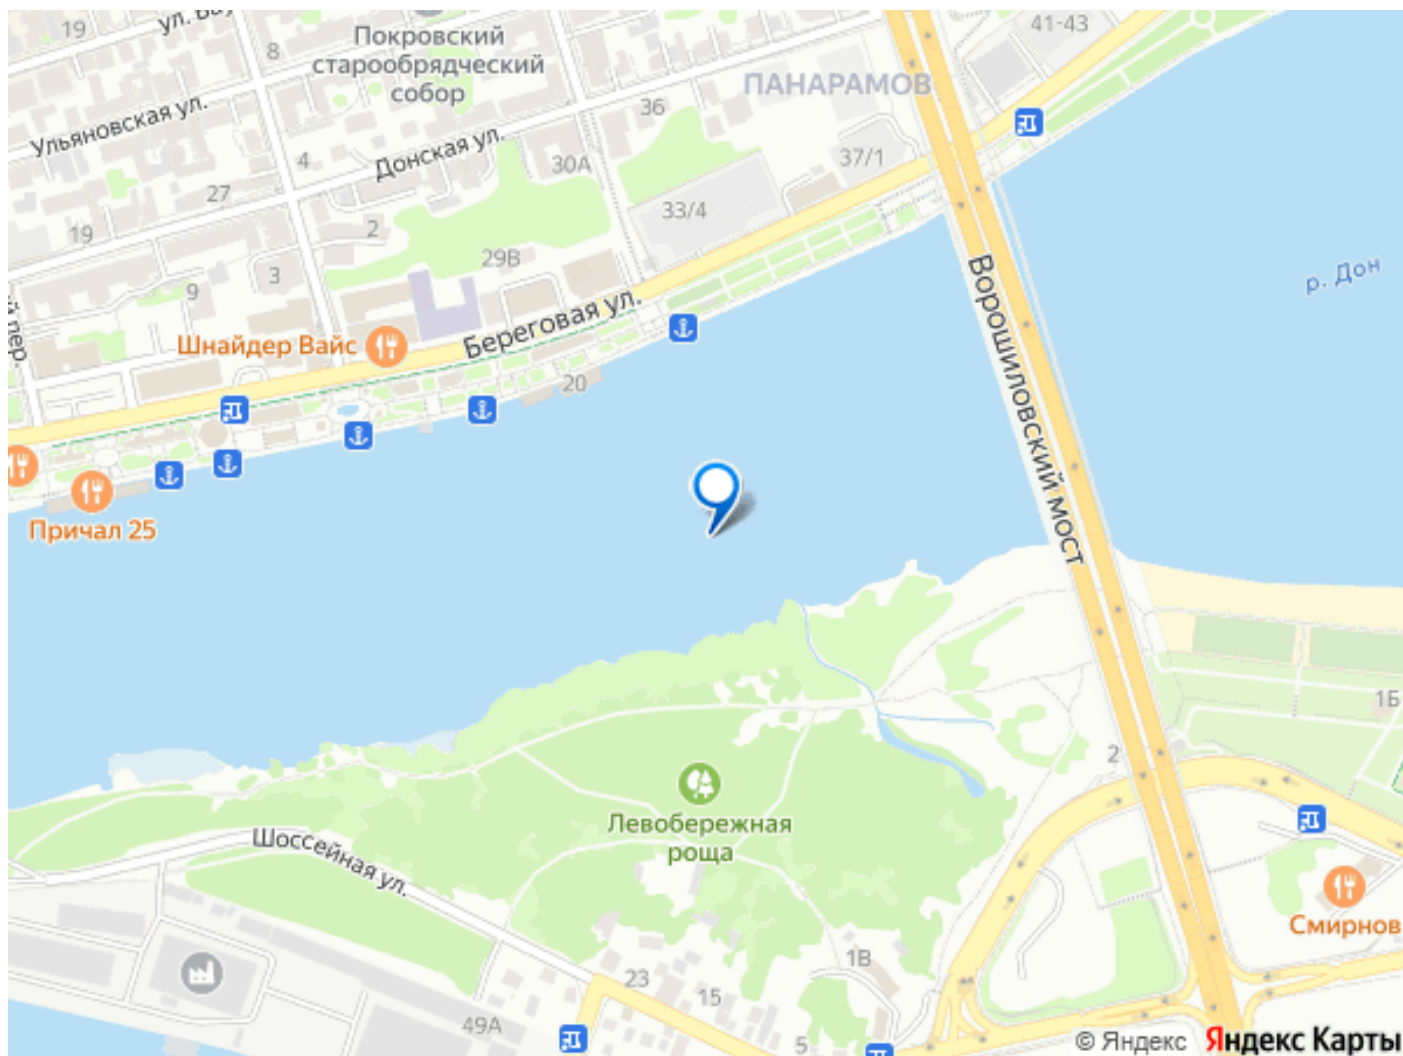 19
ул.
8
Покровский
старообрядческий
собор
41-43
ПАНАРАМОВ
Ульяновская ул.
36
Донская ул.
4
30А
37/1
27
33/4
19
2
29В
3
9
р. Дон
Береговая ул.
пер.
Шнайдер Вайс
20
Ворошиловский мост
Причал 25
1Б
2
Левобережная
роща
Шоссейная ул.
Смирнов
1В
23
15
49А
5
© Яндекс Яндекс Карты